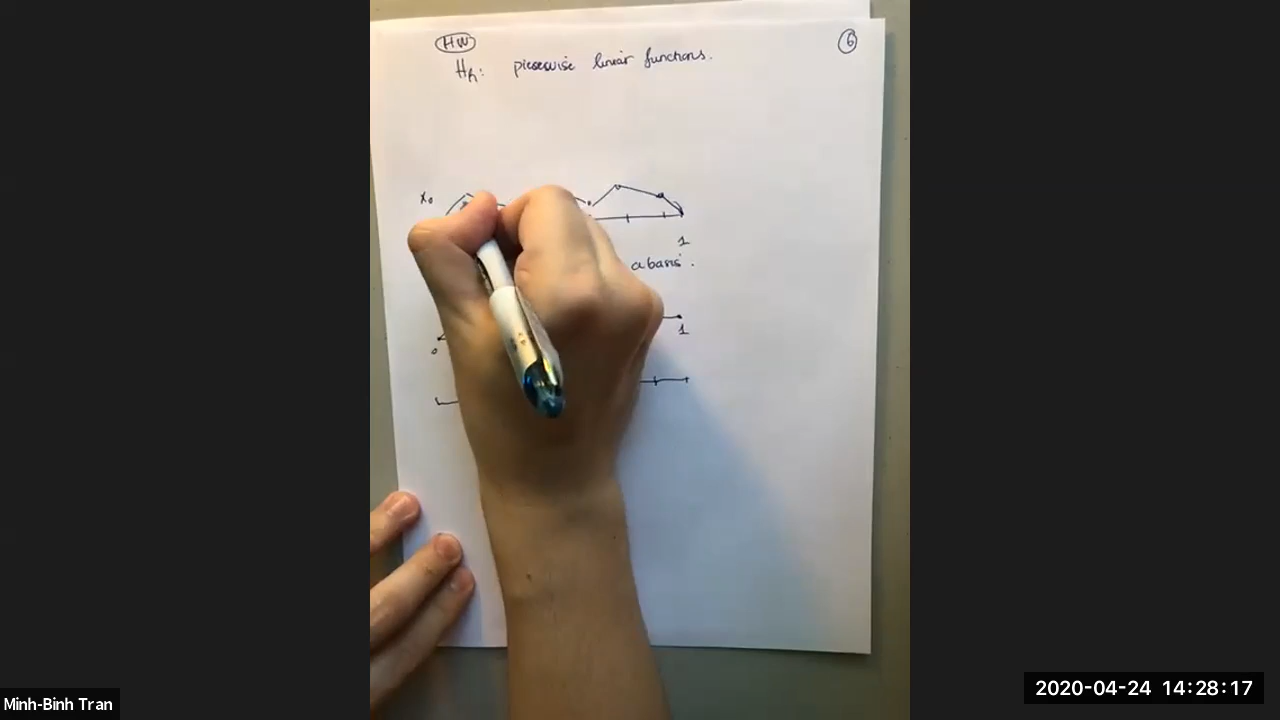 HW
6
H_h: piecewise linear functions.
x₀
1
a basis.
1
0
Minh-Binh Tran
2020-04-24 14:28:17